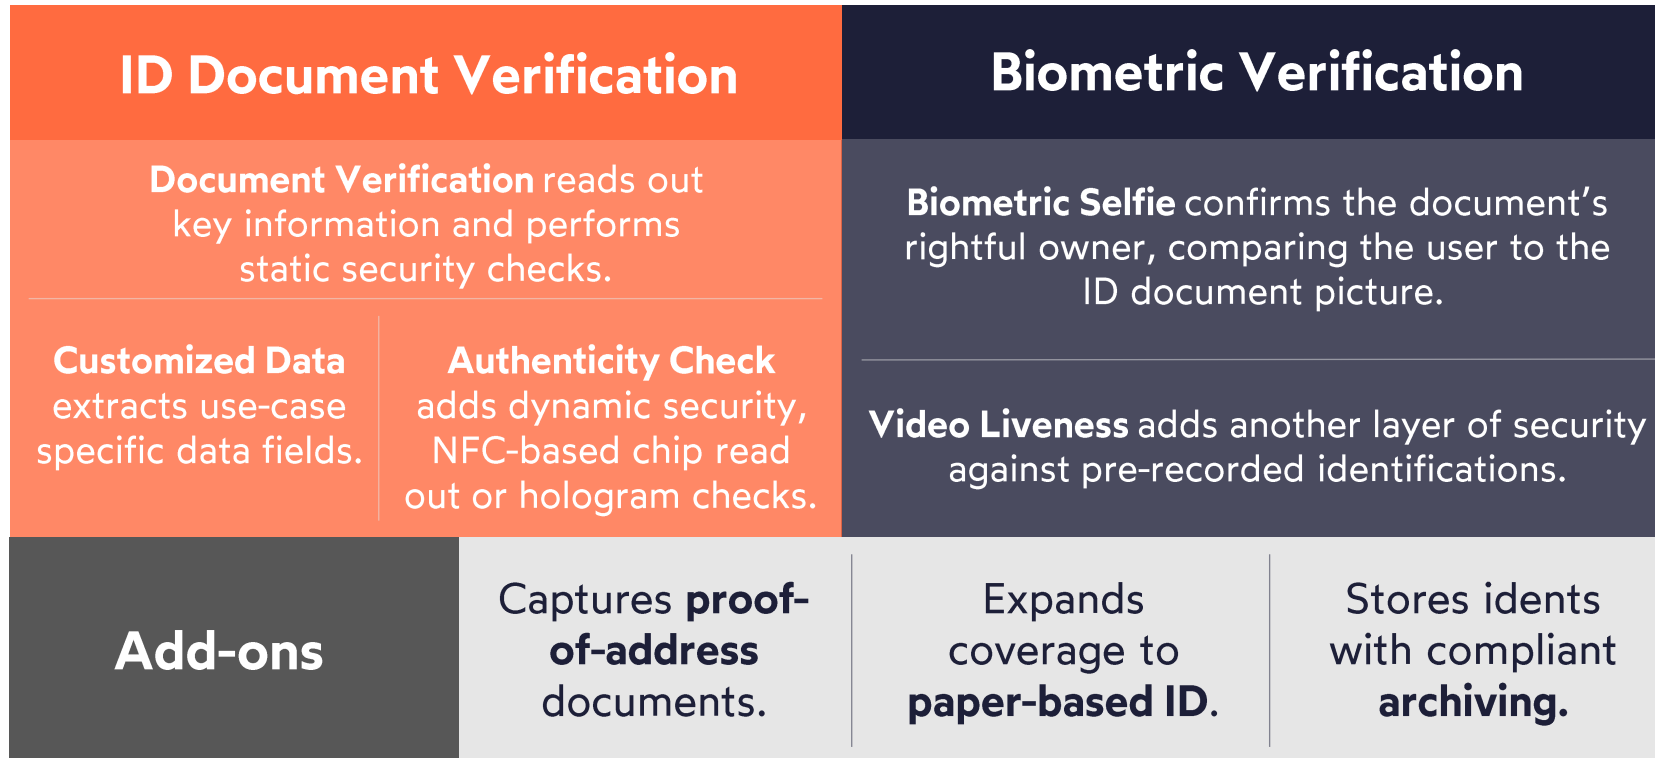 ID Document Verification
Document Verification reads out
key information and performs
static security checks.
Customized Data
extracts use-case
specific data fields.
Authenticity Check
adds dynamic security,
NFC-based chip read
out or hologram checks.
Biometric Verification
Biometric Selfie confirms the document’s
rightful owner, comparing the user to the
ID document picture.
Video Liveness adds another layer of security
against pre-recorded identifications.
Add-ons
Captures proof-
of-address
documents.
Expands
coverage to
paper-based ID.
Stores idents
with compliant
archiving.